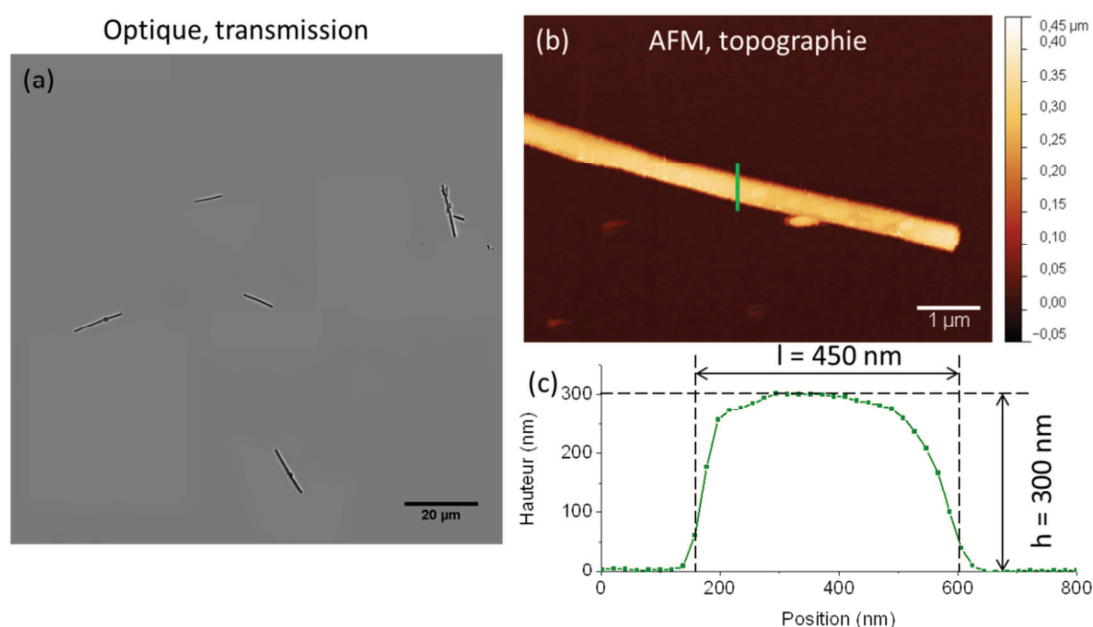 Optique, transmission
(a)
20 µm
(b)
AFM, topographie
1 µm
0,45 µm
0,40
0,35
0,30
0,25
0,20
0,15
0,10
0,05
0,00
−0,05
(c)
l = 450 nm
h = 300 nm
Hauteur (nm)
300
200
100
0
0 200 400 600 800
Position (nm)